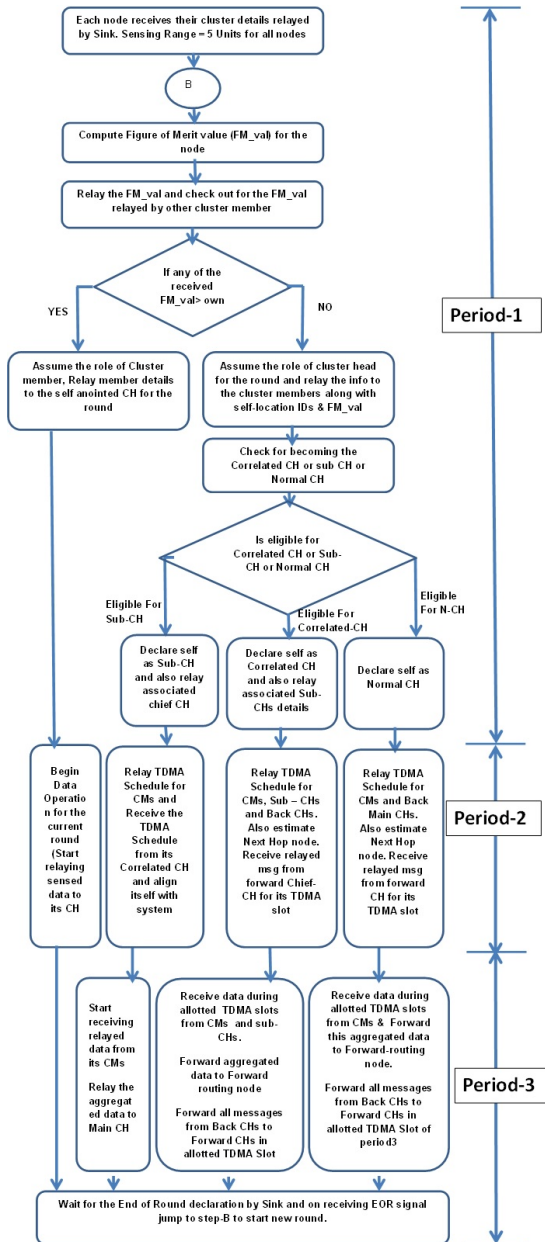 Each node receives their cluster details relayed
by Sink. Sensing Range = 5 Units for all nodes
B
Compute Figure of Merit value (FM_val) for the
node
Relay the FM_val and check out for the FM_val
relayed by other cluster member
If any of the
received
FM_val> own
YES
NO
Period-1
Assume the role of Cluster
member, Relay member details
to the self anointed CH for the
round
Assume the role of cluster head
for the round and relay the info to
the cluster members along with
self-location IDs & FM_val
Check for becoming the
Correlated CH or sub CH or
Normal CH
Is eligible for
Correlated CH or Sub-
CH or Normal CH
Eligible For
Sub-CH
Eligible For
Correlated-CH
Eligible
For N-CH
Declare self
as Sub-CH
and also relay
associated
chief CH
Declare self as
Correlated CH
and also relay
associated Sub-
CHs details
Declare self as
Normal CH
Begin
Data
Operatio
n for the
current
round
(Start
relaying
sensed
data to
its CH
Relay TDMA
Schedule for
CMs and
Receive the
TDMA
Schedule
from its
Correlated CH
and align
itself with
system
Relay TDMA
Schedule for
CMs, Sub – CHs
and Back CHs.
Also estimate
Next Hop node.
Receive relayed
msg from
forward Chief-
CH for its TDMA
slot
Relay TDMA
Schedule for
CMs and Back
Main CHs.
Also estimate
Next Hop
node. Receive
relayed msg
from forward
CH for its
TDMA slot
Period-2
Start
receiving
relayed
data from
its CMs
Relay the
aggregat
ed data to
Main CH
Receive data during
allotted TDMA slots
from CMs and sub-
CHs.
Forward aggregated
data to Forward
routing node
Forward all messages
from Back CHs to
Forward CHs in
allotted TDMA Slot
Receive data during
allotted TDMA slots
from CMs & Forward
this aggregated data
to Forward-routing
node.
Forward all messages
from Back CHs to
Forward CHs in
allotted TDMA Slot of
period3
Period-3
Wait for the End of Round declaration by Sink and on receiving EOR signal
jump to step-B to start new round.